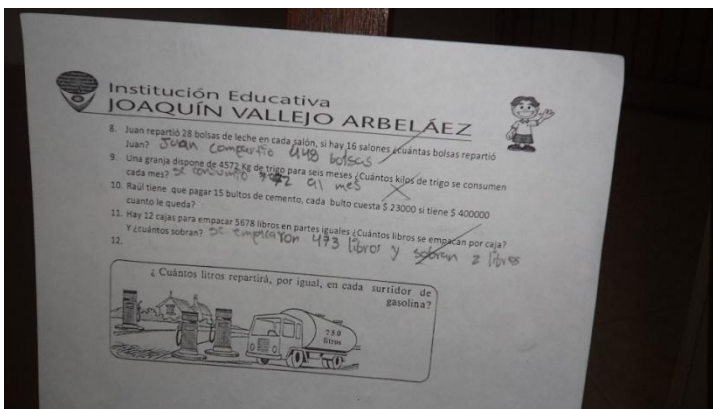 Institución Educativa
JOAQUÍN VALLEJO ARBELÁEZ
8. Juan repartió 28 bolsas de leche en cada salón, si hay 16 salones ¿Cuántas bolsas repartió
Juan? Juan compartio 448 bolsas
9. Una granja dispone de 4572 Kg de trigo para seis meses ¿Cuántos kilos de trigo se consumen
cada mes? se consumio al mes
10. Raúl tiene que pagar 15 bultos de cemento, cada bulto cuesta $ 23000 si tiene $ 400000
cuanto le queda?
11. Hay 12 cajas para empacar 5678 libros en partes iguales ¿Cuántos libros se empacan por caja?
Y ¿cuántos sobran? se empacaron 473 libros y sobran 2 libros
12.
¿ Cuántos litros repartirá, por igual, en cada surtidor de
gasolina?
750
litros